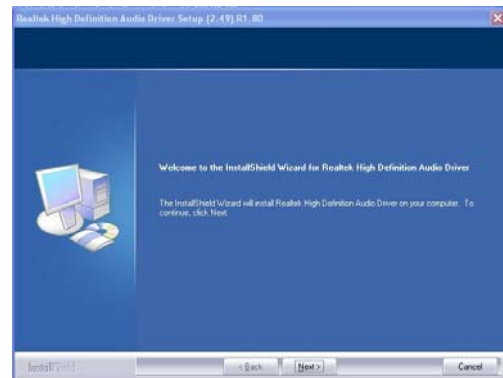 Realtek High Definition Audio Driver Setup (2.49) R1.80
Welcome to the InstallShield Wizard for Realtek High Definition Audio Driver
The InstallShield Wizard will install Realtek High Definition Audio Driver on your computer. To
continue, click Next.
InstallShield
< Back
Next >
Cancel